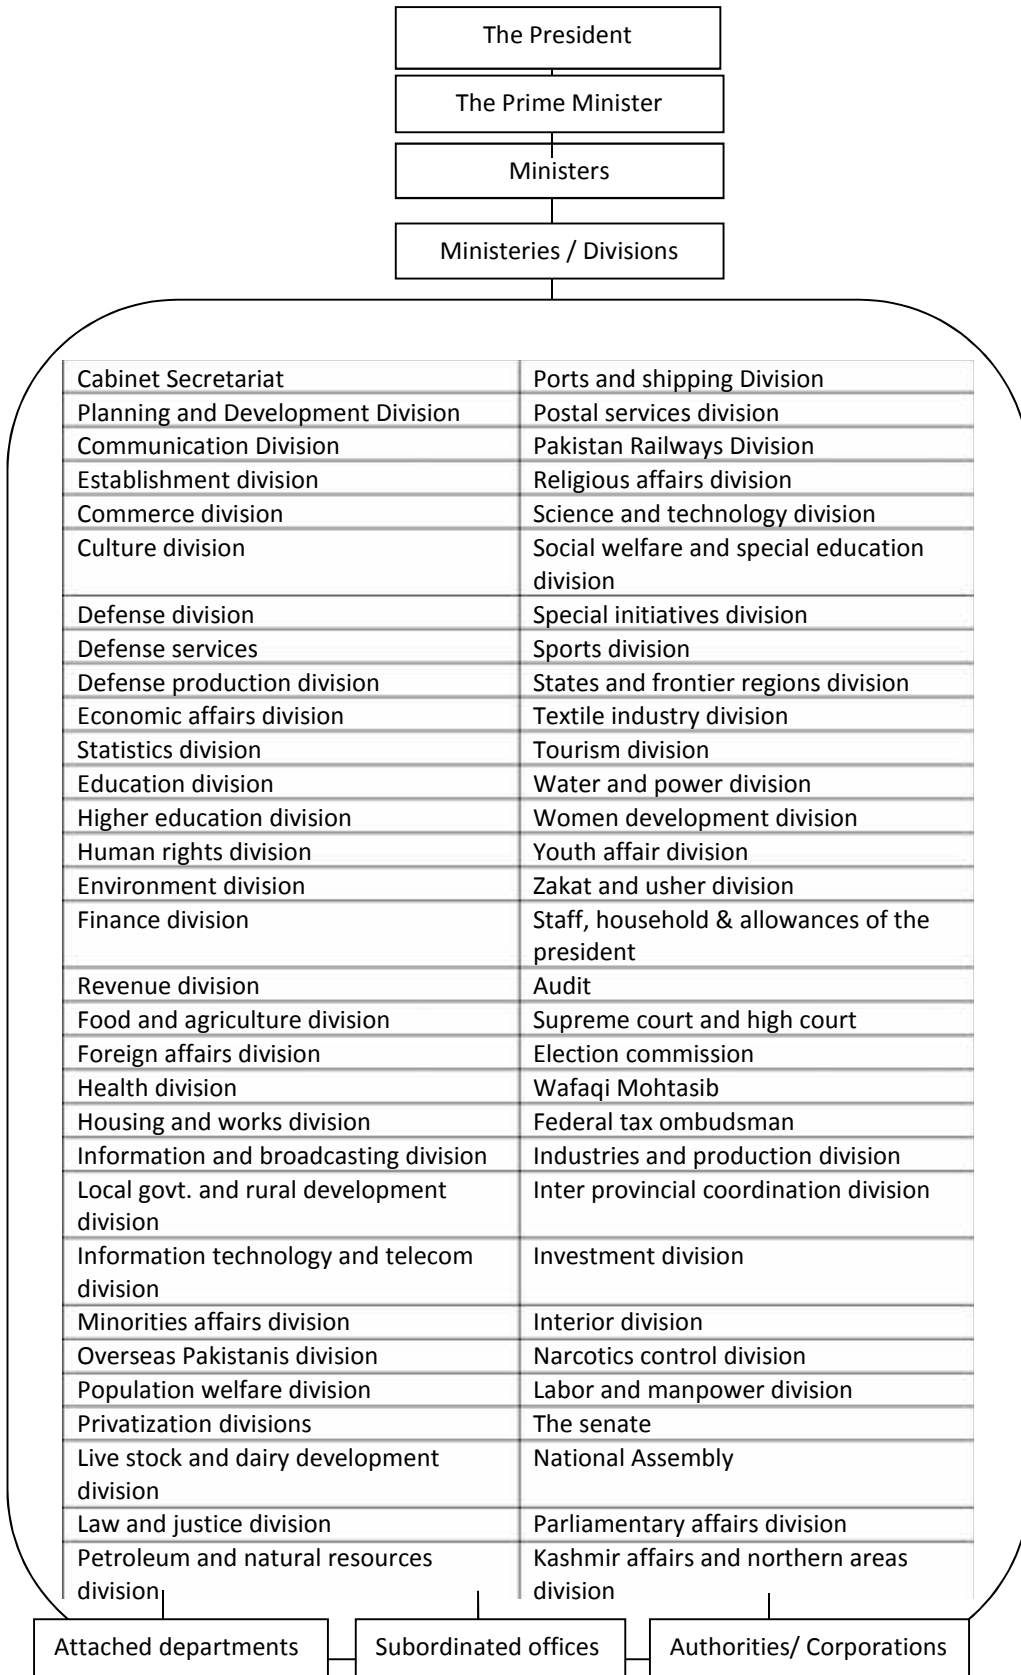 The President
The Prime Minister
Ministers
Ministeries / Divisions
Cabinet Secretariat Ports and shipping Division
Planning and Development Division Postal services division
Communication Division Pakistan Railways Division
Establishment division Religious affairs division
Commerce division Science and technology division
Culture division Social welfare and special education
division
Defense division Special initiatives division
Defense services Sports division
Defense production division States and frontier regions division
Economic affairs division Textile industry division
Statistics division Tourism division
Education division Water and power division
Higher education division Women development division
Human rights division Youth affair division
Environment division Zakat and usher division
Finance division Staff, household & allowances of the
president
Revenue division Audit
Food and agriculture division Supreme court and high court
Foreign affairs division Election commission
Health division Wafaqi Mohtasib
Housing and works division Federal tax ombudsman
Information and broadcasting division Industries and production division
Local govt. and rural development Inter provincial coordination division
division
Information technology and telecom Investment division
division
Minorities affairs division Interior division
Overseas Pakistanis division Narcotics control division
Population welfare division Labor and manpower division
Privatization divisions The senate
Live stock and dairy development National Assembly
division
Law and justice division Parliamentary affairs division
Petroleum and natural resources Kashmir affairs and northern areas
division division
Attached departments Subordinated offices Authorities/ Corporations